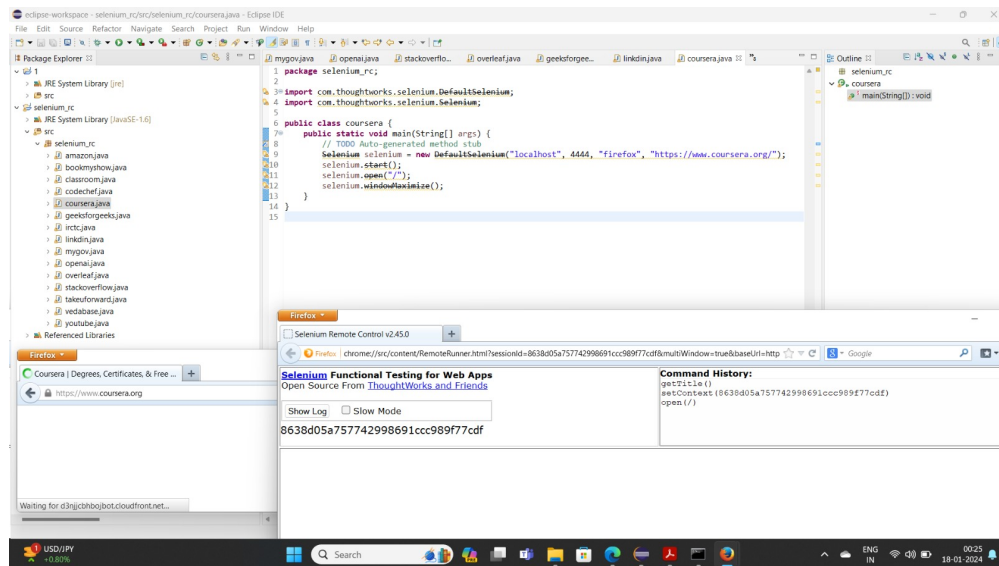 eclipse-workspace - selenium_rc/src/selenium_rc/coursera.java - Eclipse IDE
File Edit Source Refactor Navigate Search Project Run Window Help
Package Explorer
1
JRE System Library [jre]
src
selenium_rc
JRE System Library [JavaSE-1.6]
src
selenium_rc
amazon.java
bookmyshow.java
classroom.java
codechef.java
coursera.java
geeksforgeeks.java
irctc.java
linkdin.java
mygov.java
openai.java
overleaf.java
stackoverflow.java
takeuforward.java
vedabase.java
youtube.java
Referenced Libraries
mygov.java openai.java stackoverflo... overleaf.java geeksforgee... linkdin.java coursera.java
1 package selenium_rc;
2
3 import com.thoughtworks.selenium.DefaultSelenium;
4 import com.thoughtworks.selenium.Selenium;
5
6 public class coursera {
7 public static void main(String[] args) {
8 // TODO Auto-generated method stub
9 Selenium selenium = new DefaultSelenium("localhost", 4444, "firefox", "https://www.coursera.org/");
10 selenium.start();
11 selenium.open("/");
12 selenium.windowMaximize();
13 }
14 }
15
Outline
selenium_rc
coursera
main(String[]) : void
Firefox
Coursera | Degrees, Certificates, & Free ...
https://www.coursera.org
Waiting for d3njjcbhbojbot.cloudfront.net...
Firefox
Selenium Remote Control v2.45.0
Firefox chrome://src/content/RemoteRunner.html?sessionId=8638d05a757742998691ccc989f77cdf&multiWindow=true&baseUrl=http
Google
Selenium Functional Testing for Web Apps
Open Source From ThoughtWorks and Friends
Show Log Slow Mode
8638d05a757742998691ccc989f77cdf
Command History:
getTitle()
setContext(8638d05a757742998691ccc989f77cdf)
open(/)
1
USD/JPY
+0.80%
Search
ENG
IN
00:25
18-01-2024